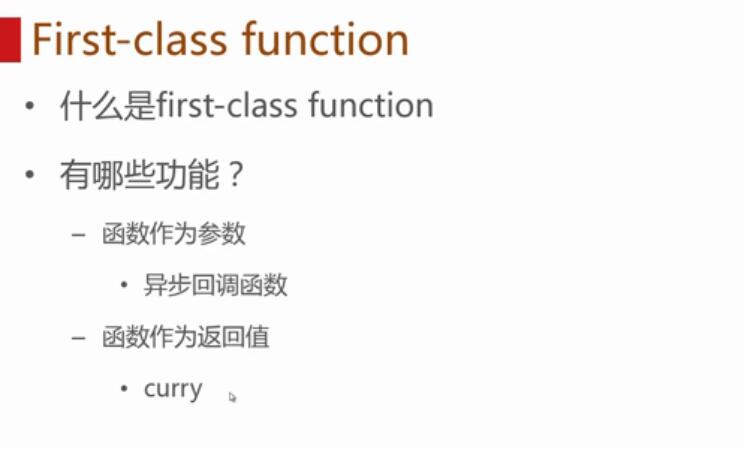 First-class function
• 什么是first-class function
• 有哪些功能？
– 函数作为参数
• 异步回调函数
– 函数作为返回值
• curry